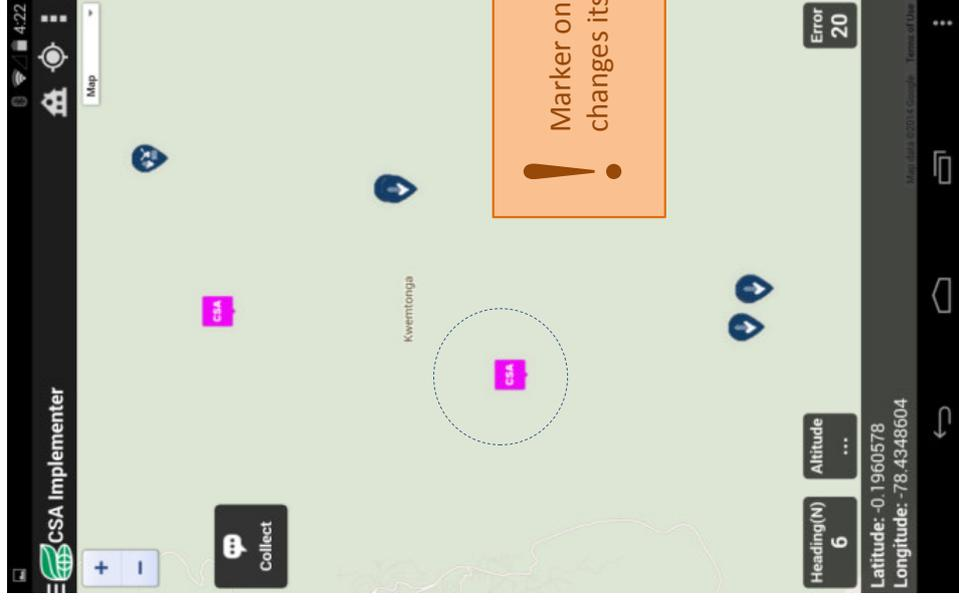 4:22
CSA Implementer
+
−
Map
Collect
CSA
Kwemtonga
CSA
Marker on
changes its
!
Heading(N)
6
Altitude
...
Error
20
Latitude: -0.1960578
Longitude: -78.4348604
Map data ©2014 Google
Terms of Use